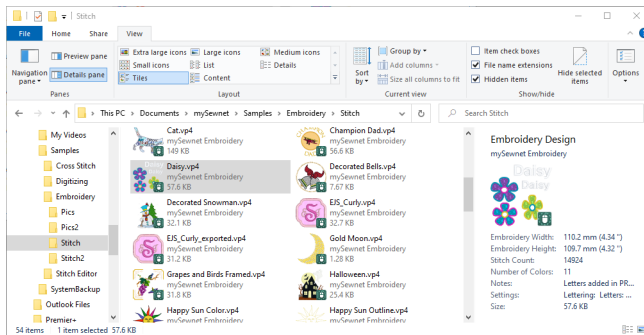 Stitch
File Home Share View
Navigation pane
Preview pane
Details pane
Panes
Extra large icons Large icons Medium icons
Small icons List Details
Tiles Content
Layout
Sort by
Group by
Add columns
Size all columns to fit
Current view
Item check boxes
File name extensions
Hidden items
Hide selected items
Show/hide
Options
This PC > Documents > mySewnet > Samples > Embroidery > Stitch
Search Stitch
My Videos
Samples
Cross Stitch
Digitizing
Embroidery
Pics
Pics2
Stitch
Stitch2
Stitch Editor
SystemBackup
Outlook Files
Premier+
Cat.vp4
mySewnet Embroidery
149 KB
Champion Dad.vp4
mySewnet Embroidery
56.6 KB
Daisy.vp4
mySewnet Embroidery
57.6 KB
Decorated Bells.vp4
mySewnet Embroidery
7.67 KB
Decorated Snowman.vp4
mySewnet Embroidery
32.1 KB
EJS_Curly.vp4
mySewnet Embroidery
32.7 KB
EJS_Curly_exported.vp4
mySewnet Embroidery
31.2 KB
Gold Moon.vp4
mySewnet Embroidery
1.28 KB
Grapes and Birds Framed.vp4
mySewnet Embroidery
31.8 KB
Halloween.vp4
mySewnet Embroidery
25.4 KB
Happy Sun Color.vp4
mySewnet Embroidery
Happy Sun Outline.vp4
mySewnet Embroidery
Embroidery Design
mySewnet Embroidery
Daisy
Daisy
Embroidery Width: 110.2 mm (4.34 ")
Embroidery Height: 109.7 mm (4.32 ")
Stitch Count: 14924
Number of Colors: 11
Notes: Letters added in PR...
Settings: Lettering: Letters: ...
Size: 57.6 KB
54 items 1 item selected 57.6 KB